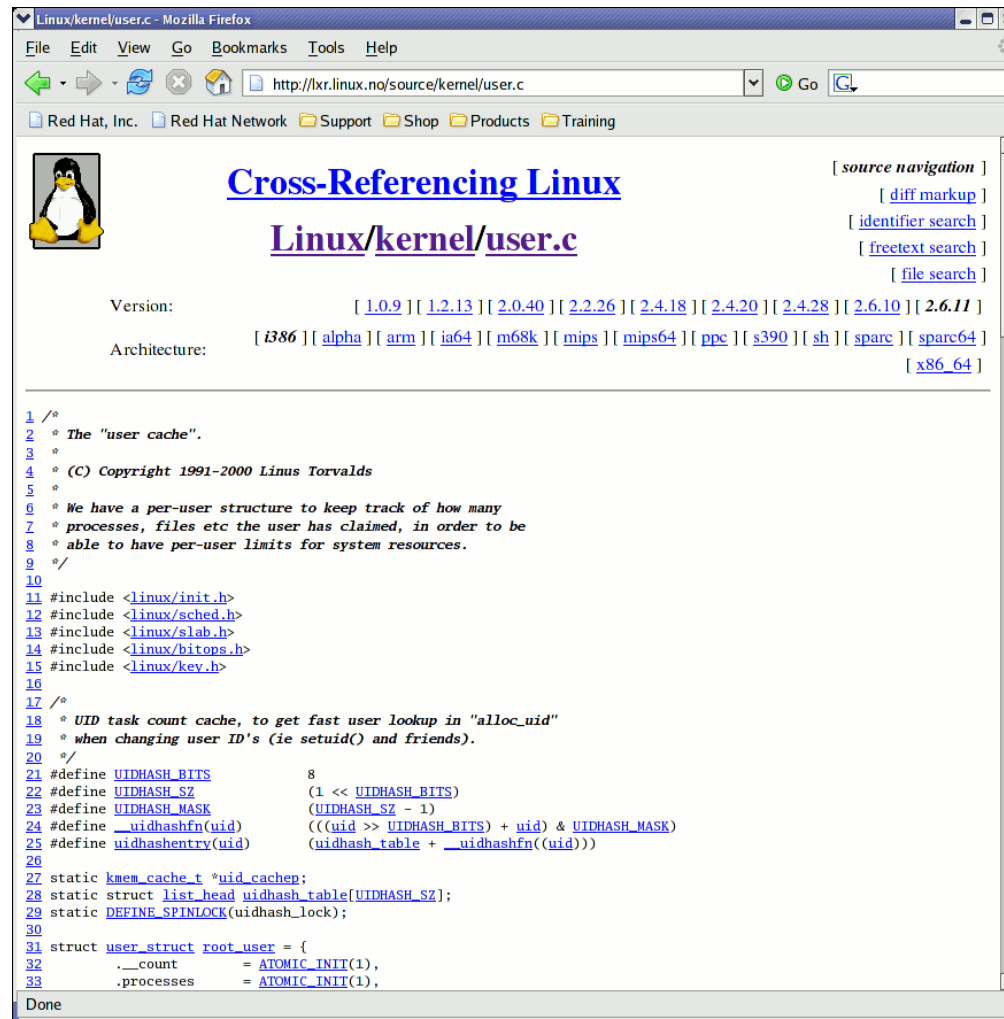 Linux/kernel/user.c - Mozilla Firefox
File Edit View Go Bookmarks Tools Help
http://lxr.linux.no/source/kernel/user.c Go G
Red Hat, Inc. Red Hat Network Support Shop Products Training
Cross-Referencing Linux
Linux/kernel/user.c
[ source navigation ]
[ diff markup ]
[ identifier search ]
[ freetext search ]
[ file search ]
Version: [ 1.0.9 ] [ 1.2.13 ] [ 2.0.40 ] [ 2.2.26 ] [ 2.4.18 ] [ 2.4.20 ] [ 2.4.28 ] [ 2.6.10 ] [ 2.6.11 ]
Architecture: [ i386 ] [ alpha ] [ arm ] [ ia64 ] [ m68k ] [ mips ] [ mips64 ] [ ppc ] [ s390 ] [ sh ] [ sparc ] [ sparc64 ]
[ x86_64 ]
1 /*
2 * The "user cache".
3 *
4 * (C) Copyright 1991-2000 Linus Torvalds
5 *
6 * We have a per-user structure to keep track of how many
7 * processes, files etc the user has claimed, in order to be
8 * able to have per-user limits for system resources.
9 */
10
11 #include <linux/init.h>
12 #include <linux/sched.h>
13 #include <linux/slab.h>
14 #include <linux/bitops.h>
15 #include <linux/key.h>
16
17 /*
18 * UID task count cache, to get fast user lookup in "alloc_uid"
19 * when changing user ID's (ie setuid() and friends).
20 */
21 #define UIDHASH_BITS 8
22 #define UIDHASH_SZ (1 << UIDHASH_BITS)
23 #define UIDHASH_MASK (UIDHASH_SZ - 1)
24 #define __uidhashfn(uid) (((uid >> UIDHASH_BITS) + uid) & UIDHASH_MASK)
25 #define uidhashentry(uid) (uidhash_table + __uidhashfn((uid)))
26
27 static kmem_cache_t *uid_cachep;
28 static struct list_head uidhash_table[UIDHASH_SZ];
29 static DEFINE_SPINLOCK(uidhash_lock);
30
31 struct user_struct root_user = {
32 .__count = ATOMIC_INIT(1),
33 .processes = ATOMIC_INIT(1),
Done